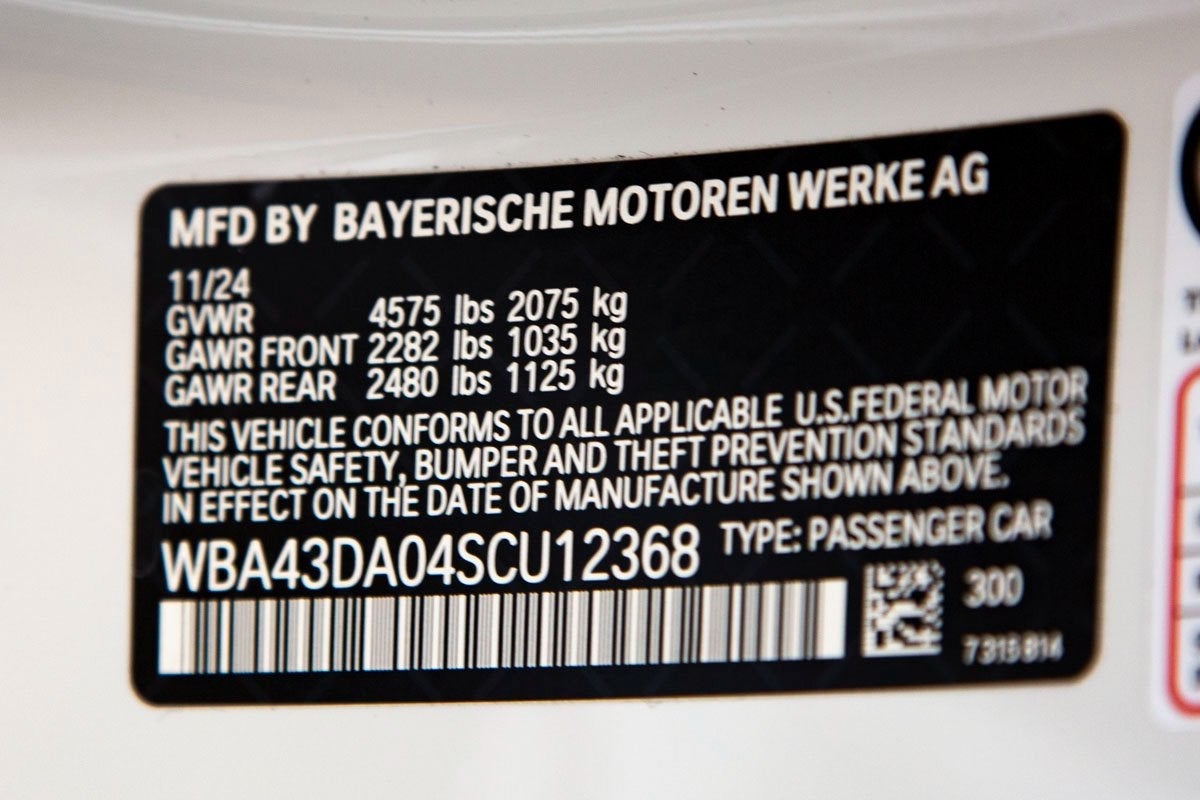 MFD BY BAYERISCHE MOTOREN WERKE AG
11/24
GVWR 4575 lbs 2075 kg
GAWR FRONT 2282 lbs 1035 kg
GAWR REAR 2480 lbs 1125 kg
THIS VEHICLE CONFORMS TO ALL APPLICABLE U.S.FEDERAL MOTOR
VEHICLE SAFETY, BUMPER AND THEFT PREVENTION STANDARDS
IN EFFECT ON THE DATE OF MANUFACTURE SHOWN ABOVE.
WBA43DA04SCU12368 TYPE: PASSENGER CAR
300
7315814